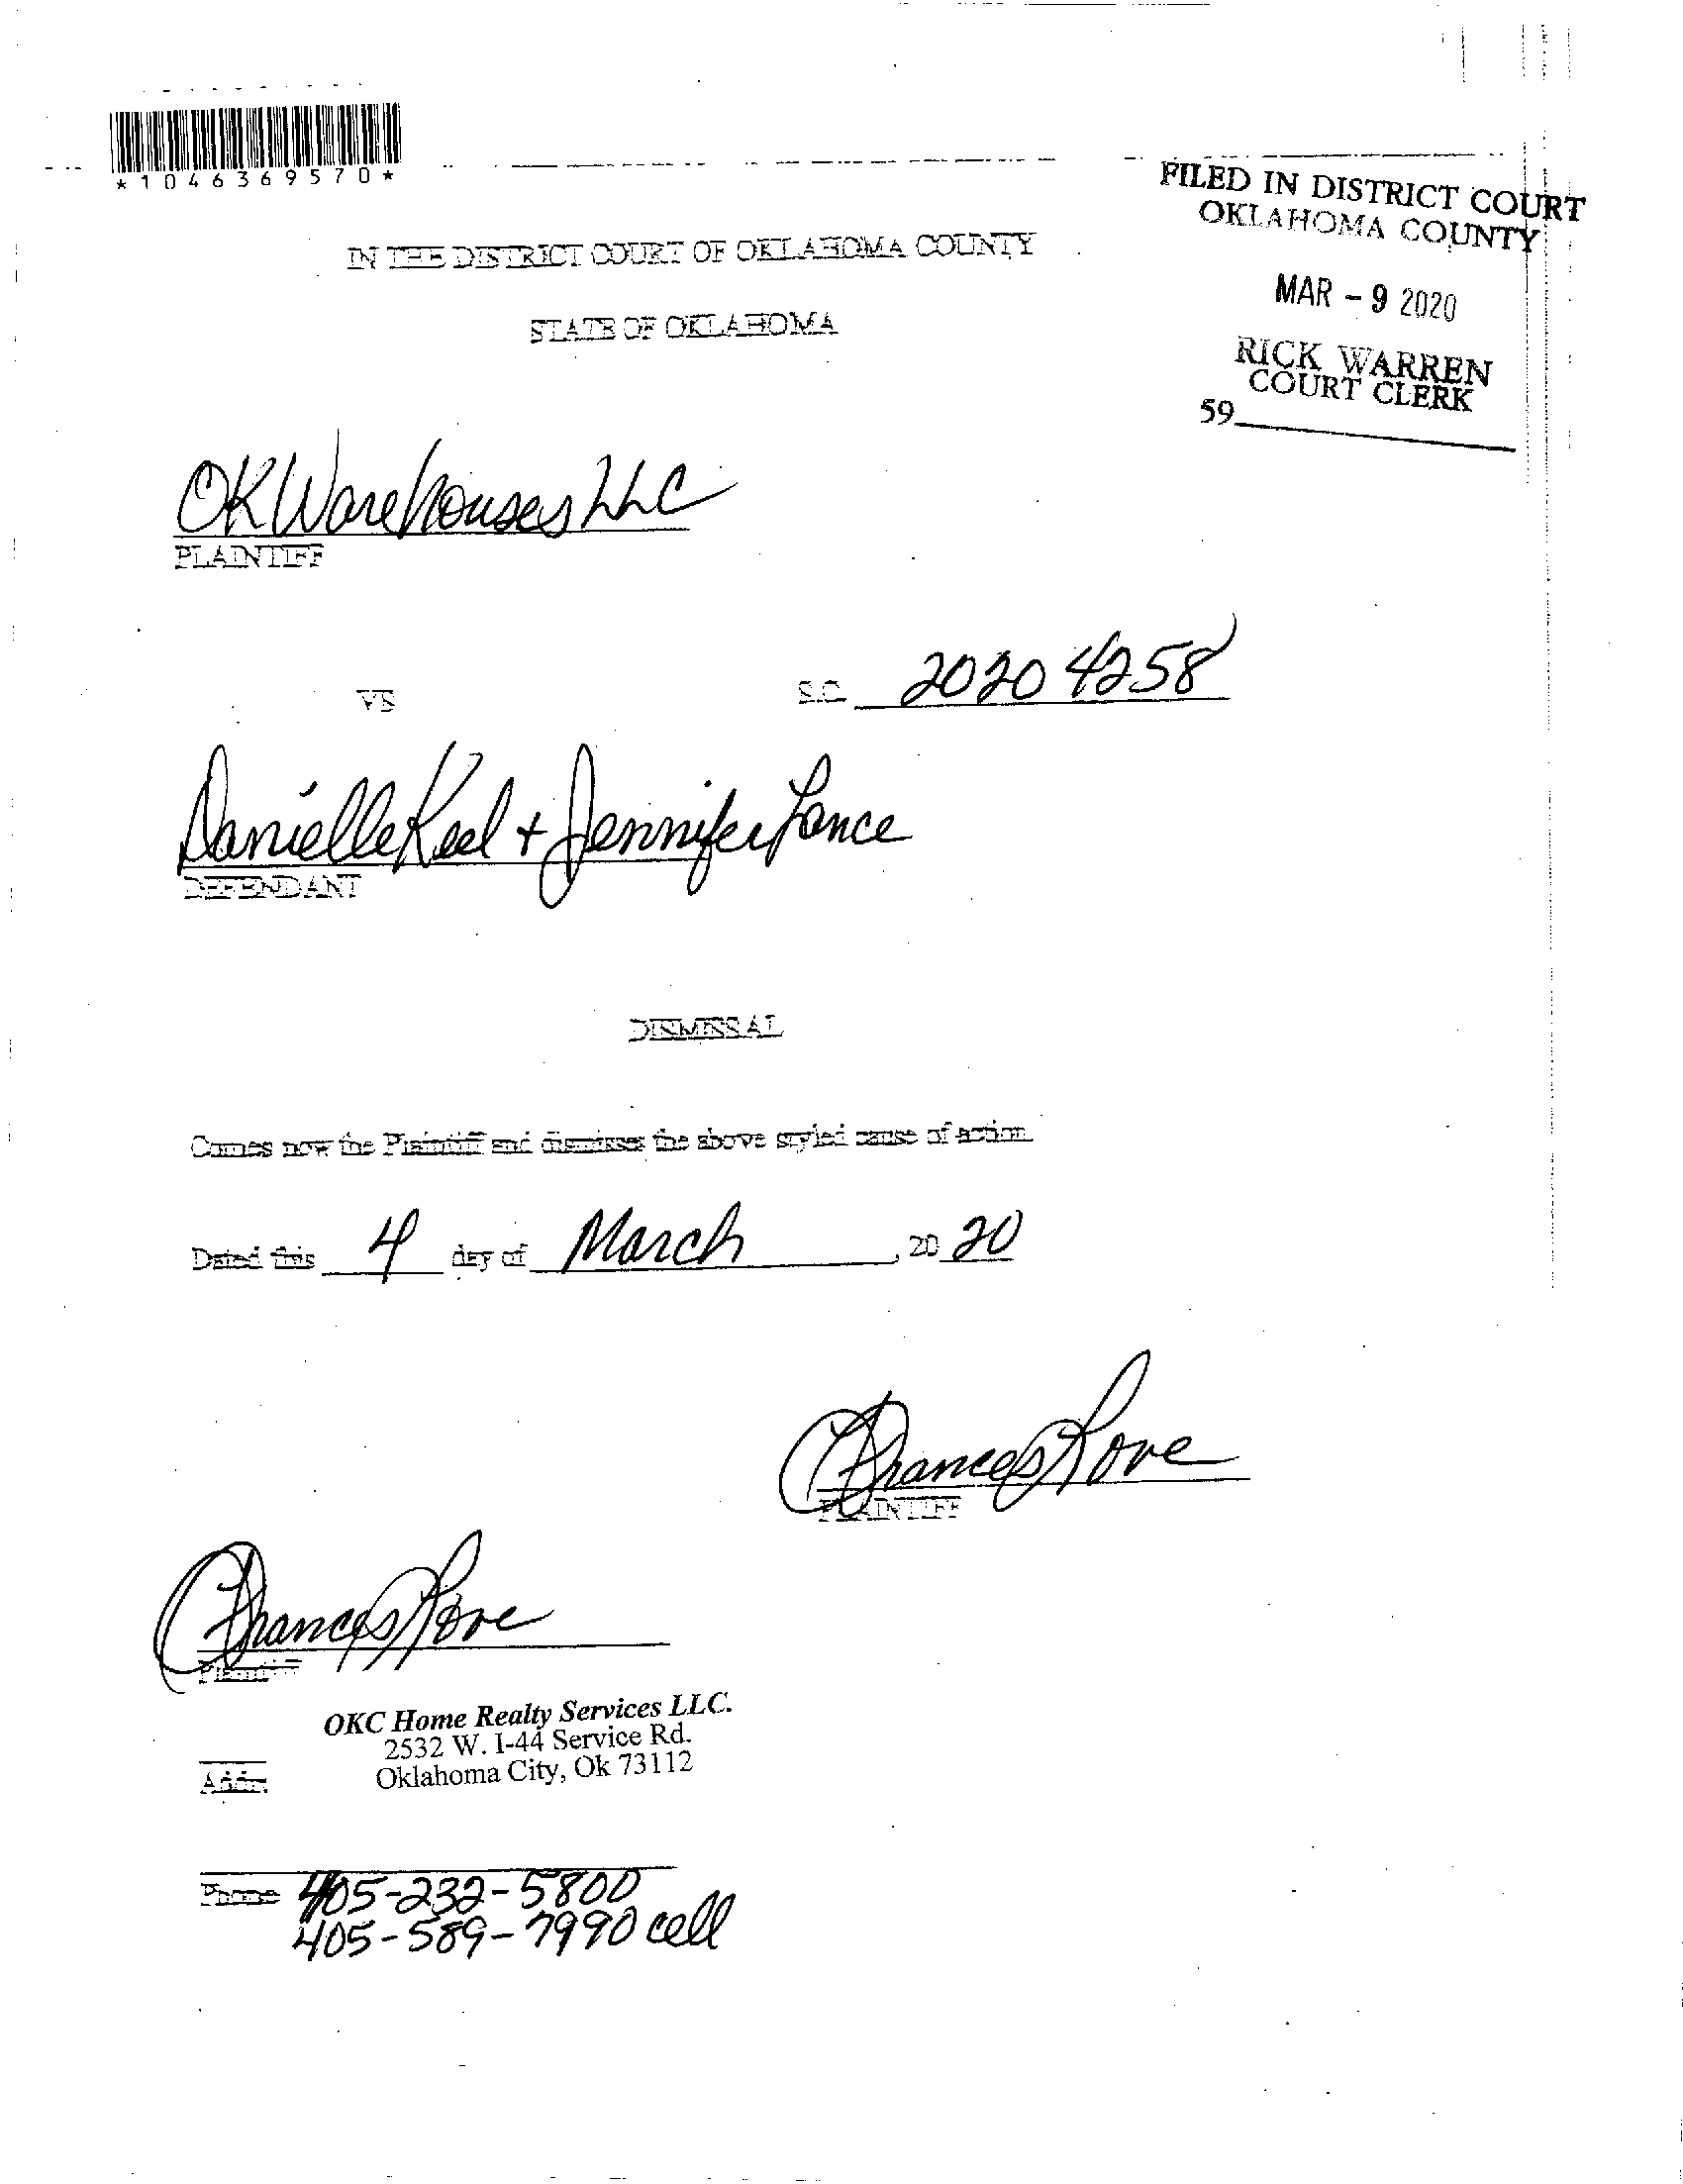 *1046369570*
FILED IN DISTRICT COURT
OKLAHOMA COUNTY
MAR - 9 2020
RICK WARREN
COURT CLERK
59
IN THE DISTRICT COURT OF OKLAHOMA COUNTY
STATE OF OKLAHOMA
OK Warehouses LLC
PLAINTIFF
VS
S.C. 2020 4258
Danielle Keel + Jennifer Lance
DEFENDANT
DISMISSAL
Comes now the Plaintiff and dismisses the above styled cause of action.
Dated this 4 day of March, 20 20
Frances Love
PLAINTIFF
Frances Love
Plaintiff
OKC Home Realty Services LLC.
2532 W. I-44 Service Rd.
Addr. Oklahoma City, Ok 73112
Phone 405-232-5800
405-589-7990 cell